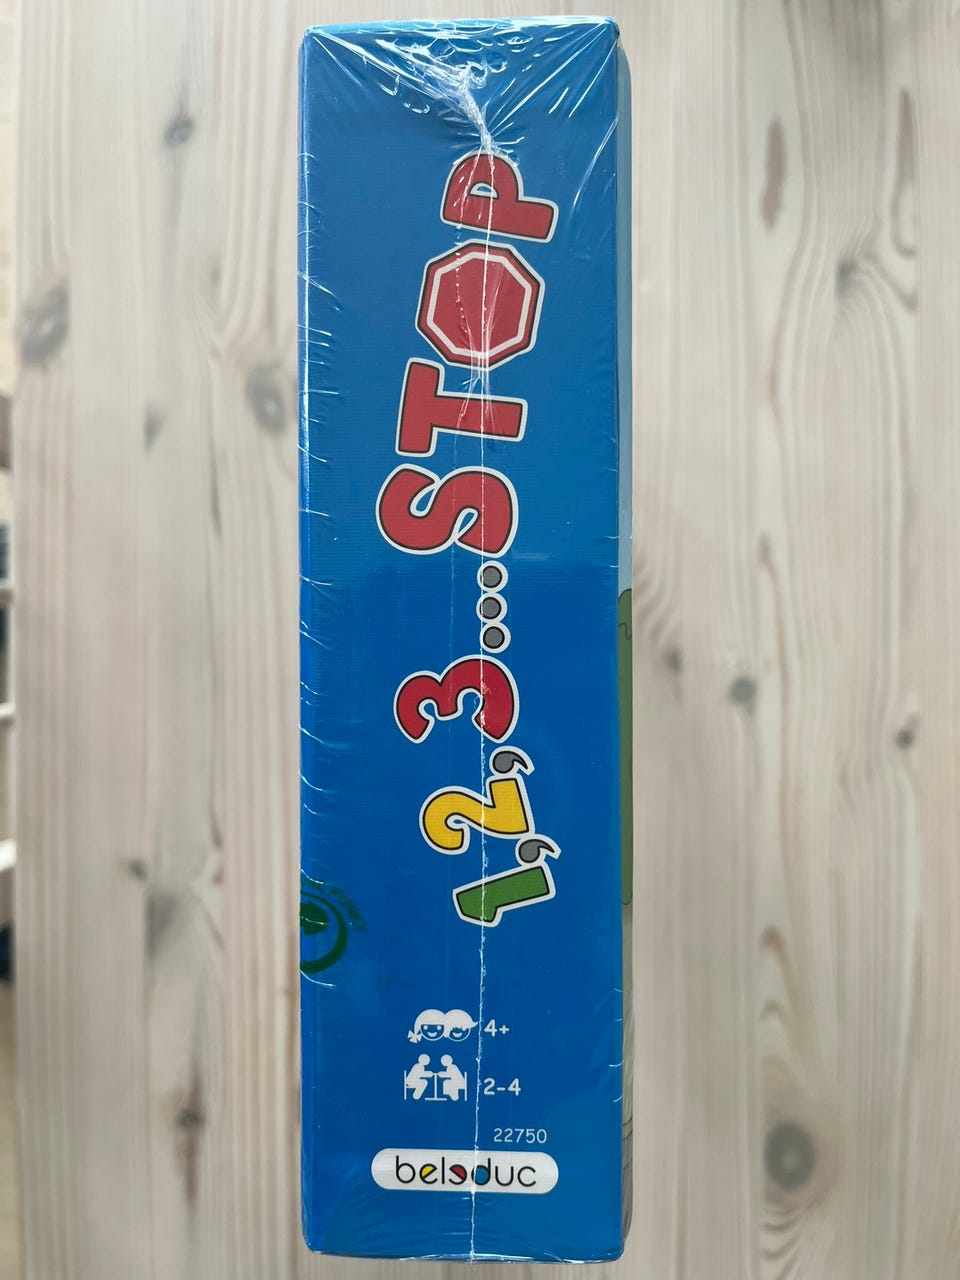 1, 2, 3...STOP
4+
2-4
22750
beleduc